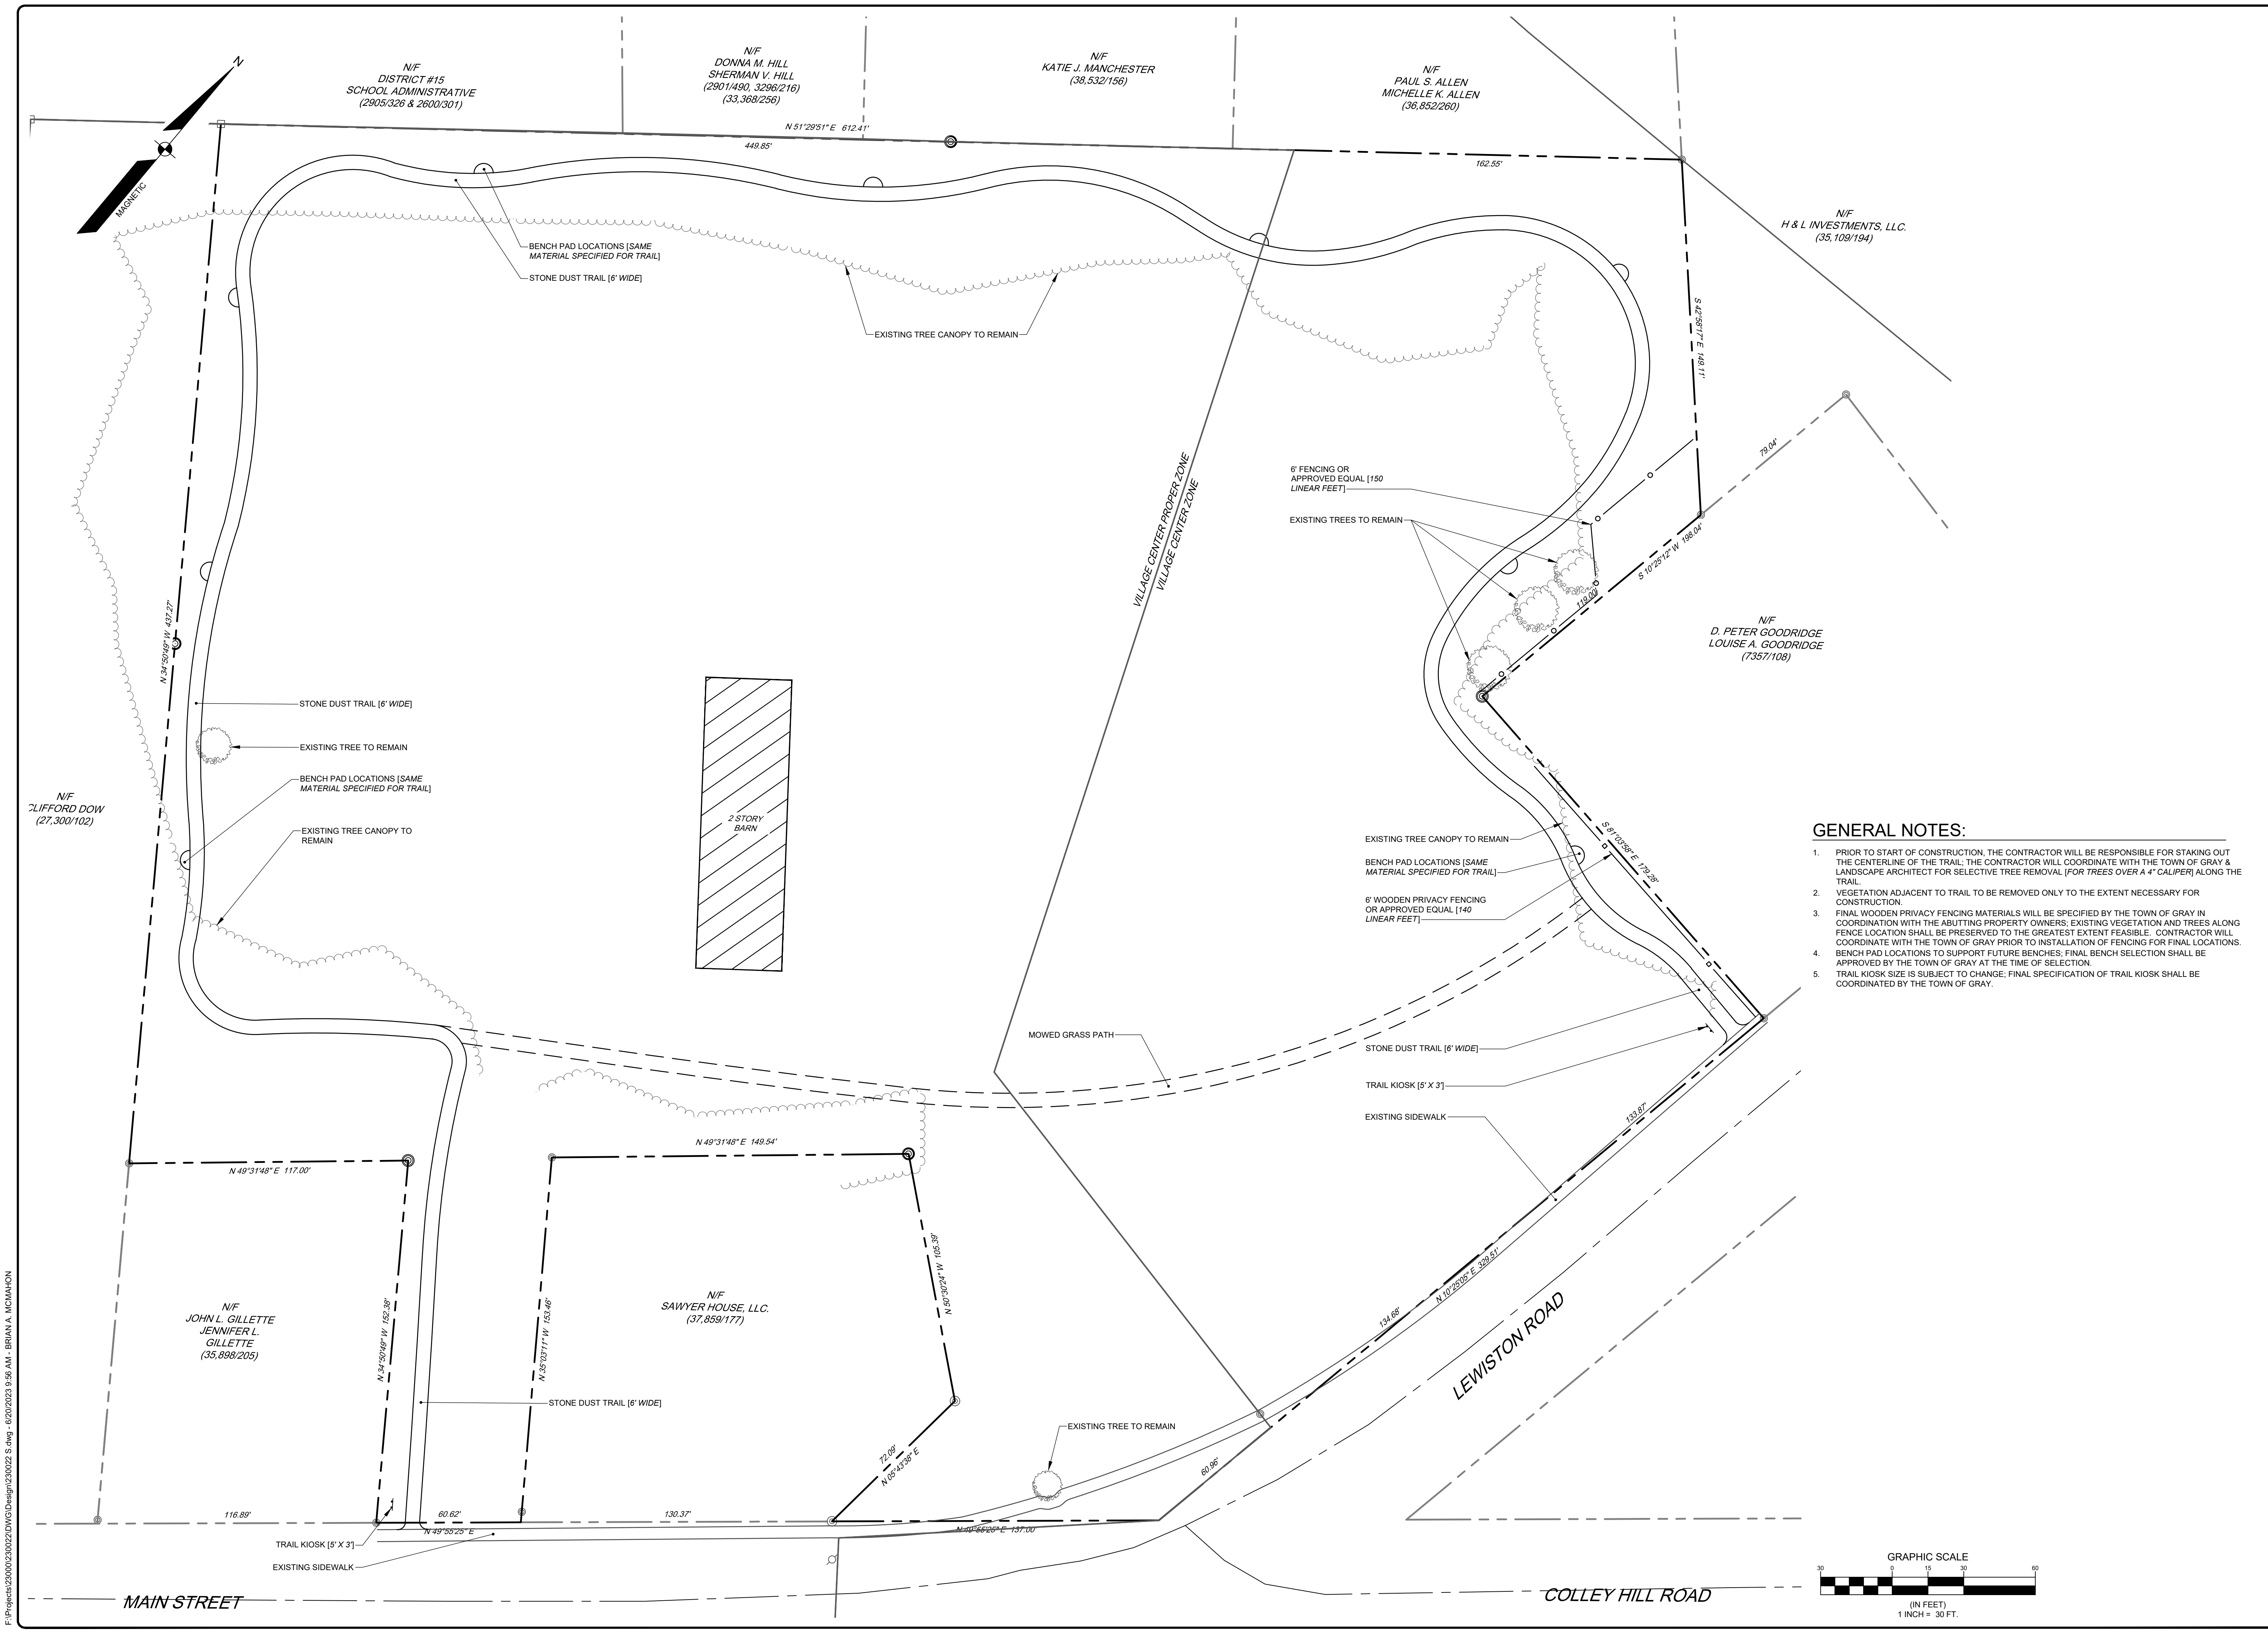 N/F
DISTRICT #15
SCHOOL ADMINISTRATIVE
(2905/326 & 2600/301)
N/F
DONNA M. HILL
SHERMAN V. HILL
(2901/490, 3296/216)
(33,368/256)
N/F
KATIE J. MANCHESTER
(38,532/156)
N/F
PAUL S. ALLEN
MICHELLE K. ALLEN
(36,852/260)
N
MAGNETIC
N 51°29'51" E 612.41'
449.85'
162.55'
N/F
H & L INVESTMENTS, LLC.
(35,109/194)
BENCH PAD LOCATIONS [SAME
MATERIAL SPECIFIED FOR TRAIL]
STONE DUST TRAIL [6' WIDE]
EXISTING TREE CANOPY TO REMAIN
S 42°58'17" E 149.11'
79.04'
VILLAGE CENTER PROPER ZONE
VILLAGE CENTER ZONE
6' FENCING OR
APPROVED EQUAL [150
LINEAR FEET]
EXISTING TREES TO REMAIN
S 10°25'12" W 198.04'
119.00'
N/F
D. PETER GOODRIDGE
LOUISE A. GOODRIDGE
(7357/108)
N 34°50'49" W 437.27'
STONE DUST TRAIL [6' WIDE]
EXISTING TREE TO REMAIN
BENCH PAD LOCATIONS [SAME
MATERIAL SPECIFIED FOR TRAIL]
N/F
CLIFFORD DOW
(27,300/102)
EXISTING TREE CANOPY TO
REMAIN
2 STORY
BARN
EXISTING TREE CANOPY TO REMAIN
BENCH PAD LOCATIONS [SAME
MATERIAL SPECIFIED FOR TRAIL]
6' WOODEN PRIVACY FENCING
OR APPROVED EQUAL [140
LINEAR FEET]
S 81°03'58" E 179.28'
GENERAL NOTES:
1. PRIOR TO START OF CONSTRUCTION, THE CONTRACTOR WILL BE RESPONSIBLE FOR STAKING OUT
THE CENTERLINE OF THE TRAIL; THE CONTRACTOR WILL COORDINATE WITH THE TOWN OF GRAY &
LANDSCAPE ARCHITECT FOR SELECTIVE TREE REMOVAL [FOR TREES OVER A 4" CALIPER] ALONG THE
TRAIL.
2. VEGETATION ADJACENT TO TRAIL TO BE REMOVED ONLY TO THE EXTENT NECESSARY FOR
CONSTRUCTION.
3. FINAL WOODEN PRIVACY FENCING MATERIALS WILL BE SPECIFIED BY THE TOWN OF GRAY IN
COORDINATION WITH THE ABUTTING PROPERTY OWNERS; EXISTING VEGETATION AND TREES ALONG
FENCE LOCATION SHALL BE PRESERVED TO THE GREATEST EXTENT FEASIBLE. CONTRACTOR WILL
COORDINATE WITH THE TOWN OF GRAY PRIOR TO INSTALLATION OF FENCING FOR FINAL LOCATIONS.
4. BENCH PAD LOCATIONS TO SUPPORT FUTURE BENCHES; FINAL BENCH SELECTION SHALL BE
APPROVED BY THE TOWN OF GRAY AT THE TIME OF SELECTION.
5. TRAIL KIOSK SIZE IS SUBJECT TO CHANGE; FINAL SPECIFICATION OF TRAIL KIOSK SHALL BE
COORDINATED BY THE TOWN OF GRAY.
MOWED GRASS PATH
STONE DUST TRAIL [6' WIDE]
TRAIL KIOSK [5' X 3']
EXISTING SIDEWALK
133.87'
N 49°31'48" E 117.00'
N 49°31'48" E 149.54'
N/F
JOHN L. GILLETTE
JENNIFER L.
GILLETTE
(35,898/205)
N 34°50'49" W 152.38'
N 35°03'11" W 153.46'
N/F
SAWYER HOUSE, LLC.
(37,859/177)
N 50°30'24" W 105.39'
N 10°25'05" E 329.51'
134.68'
LEWISTON ROAD
STONE DUST TRAIL [6' WIDE]
EXISTING TREE TO REMAIN
72.09'
N 05°43'38" E
60.96'
116.89'
60.62'
N 49°55'25" E
130.37'
N 49°55'25" E 137.00'
TRAIL KIOSK [5' X 3']
EXISTING SIDEWALK
MAIN STREET
COLLEY HILL ROAD
GRAPHIC SCALE
30 0 15 30 60
(IN FEET)
1 INCH = 30 FT.
F:\Projects\23000\230022\DWG\Design\230022 S.dwg - 6/20/2023 9:56 AM - BRIAN A. MCMAHON